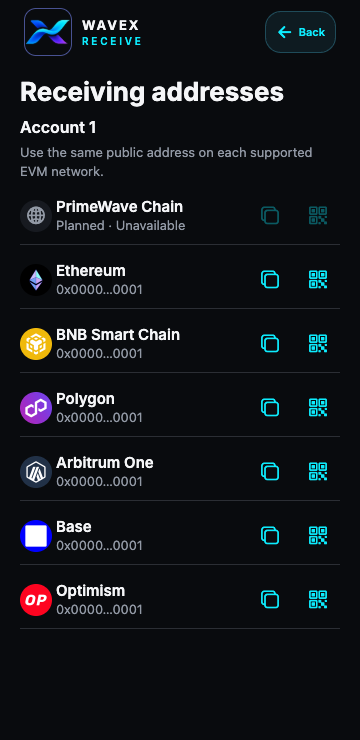 WAVEX
RECEIVE
Back
Receiving addresses
Account 1
Use the same public address on each supported
EVM network.
PrimeWave Chain
Planned · Unavailable
Ethereum
0x0000...0001
BNB Smart Chain
0x0000...0001
Polygon
0x0000...0001
Arbitrum One
0x0000...0001
Base
0x0000...0001
OP
Optimism
0x0000...0001